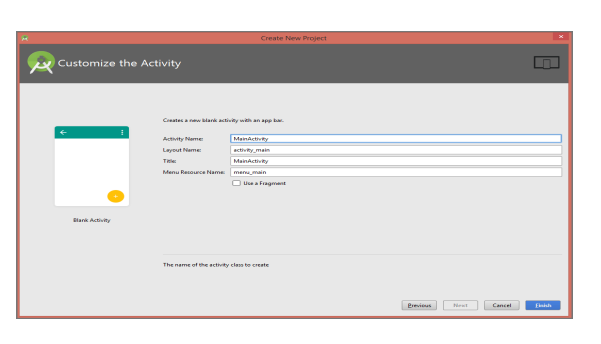 Create New Project
Customize the Activity
Creates a new blank activity with an app bar.
Activity Name: MainActivity
Layout Name: activity_main
Title: MainActivity
Menu Resource Name: menu_main
Use a Fragment
Blank Activity
The name of the activity class to create
Previous Next Cancel Finish